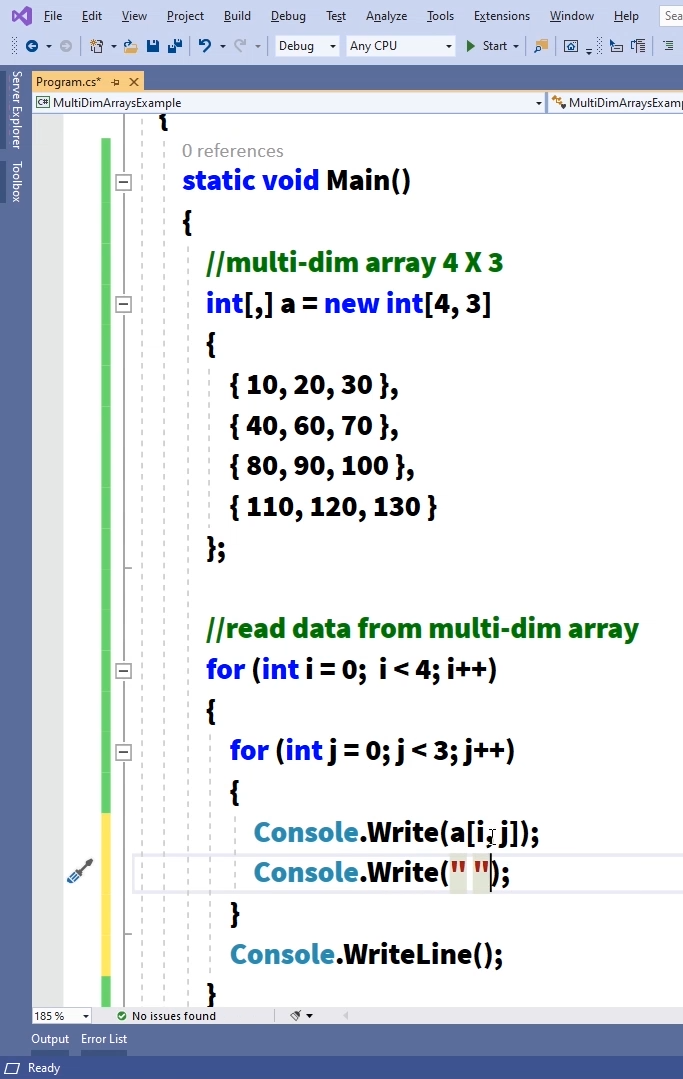 File Edit View Project Build Debug Test Analyze Tools Extensions Window Help Sea
Debug Any CPU Start
Server Explorer
Toolbox
Program.cs*
C# MultiDimArraysExample MultiDimArraysExam
{
0 references
static void Main()
{
//multi-dim array 4 X 3
int[,] a = new int[4, 3]
{
{ 10, 20, 30 },
{ 40, 60, 70 },
{ 80, 90, 100 },
{ 110, 120, 130 }
};
//read data from multi-dim array
for (int i = 0;  i < 4; i++)
{
for (int j = 0; j < 3; j++)
{
Console.Write(a[i, j]);
Console.Write(" ");
}
Console.WriteLine();
}
185 % No issues found
Output Error List
Ready